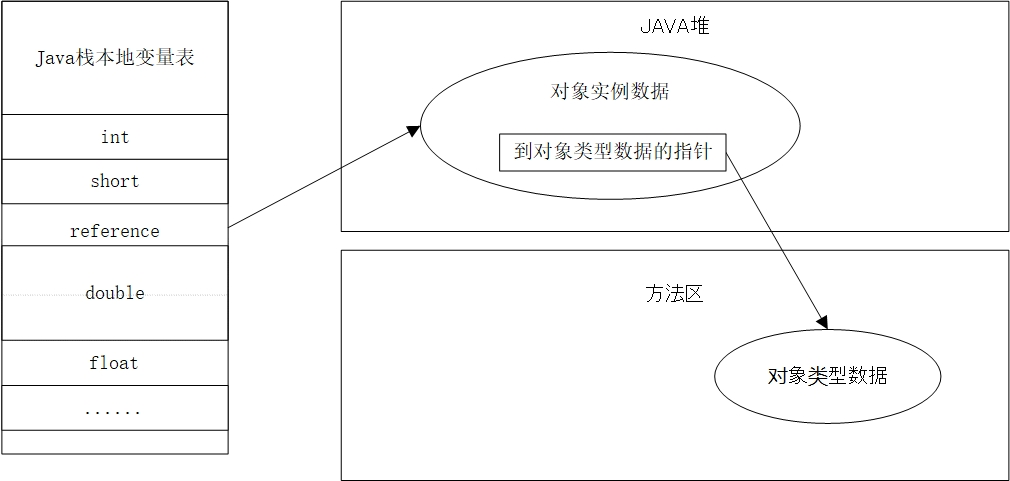 Java栈本地变量表
int
short
reference
double
float
......
JAVA堆
对象实例数据
到对象类型数据的指针
方法区
对象类型数据